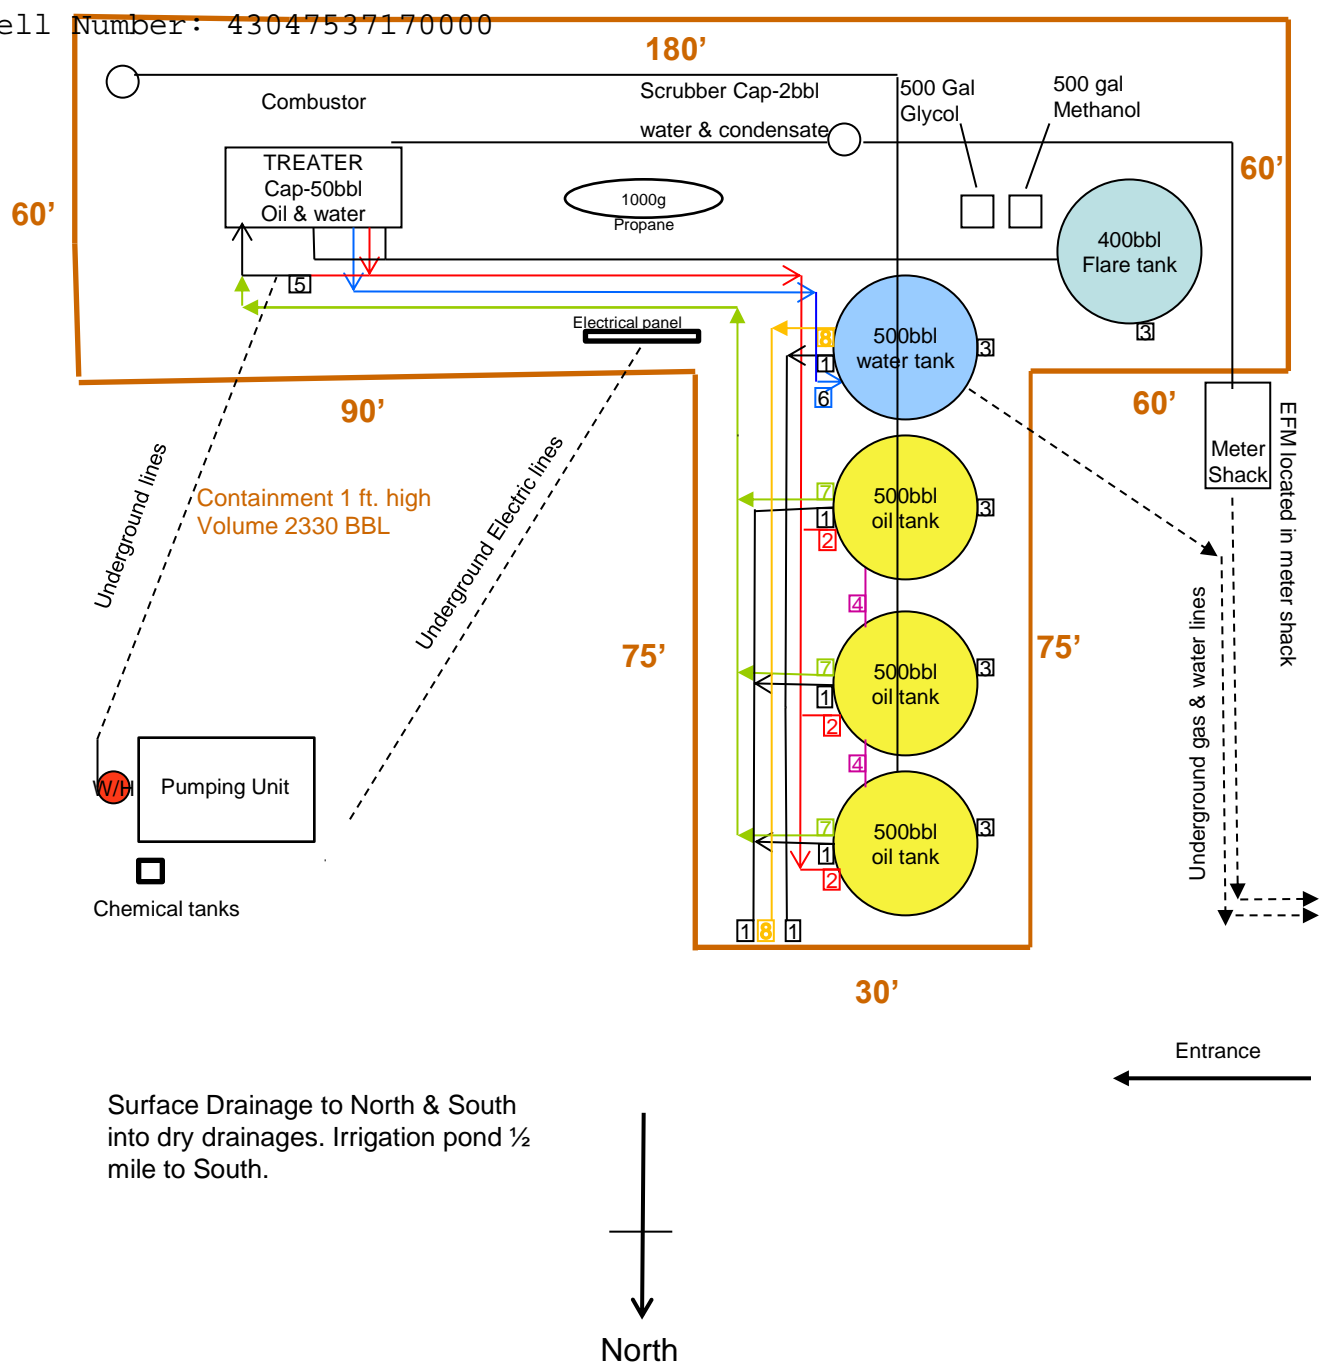 ell Number: 43047537170000
180’
Combustor
Scrubber Cap-2bbl
water & condensate
500 Gal
Glycol
500 gal
Methanol
60’
60’
TREATER
Cap-50bbl
Oil & water
1000g
Propane
400bbl
Flare tank
3
5
Electrical panel
8
1
6
500bbl
water tank
3
90’
60’
Underground lines
Containment 1 ft. high
Volume 2330 BBL
Underground Electric lines
Meter
Shack
EFM located in meter shack
7
1
2
500bbl
oil tank
3
4
75’
75’
7
1
2
500bbl
oil tank
3
4
Underground gas & water lines
W/H
Pumping Unit
7
1
2
500bbl
oil tank
3
Chemical tanks
1
8
1
30’
Entrance
Surface Drainage to North & South
into dry drainages. Irrigation pond ½
mile to South.
North